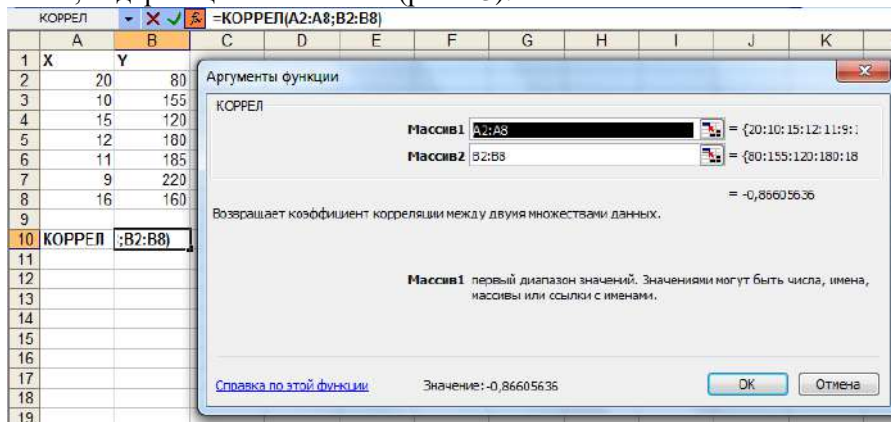 КОРРЕЛ =КОРРЕЛ(A2:A8;B2:B8)
A B C D E F G H I J K
1 X Y
2 20 80
3 10 155
4 15 120
5 12 180
6 11 185
7 9 220
8 16 160
9
10 КОРРЕЛ ;B2:B8)
11
12
13
14
15
16
17
18
19
Аргументы функции
КОРРЕЛ
Массив1 A2:A8 = {20:10:15:12:11:9:1
Массив2 B2:B8 = {80:155:120:180:18
= -0,86605636
Возвращает коэффициент корреляции между двумя множествами данных.
Массив1 первый диапазон значений. Значениями могут быть числа, имена,
массивы или ссылки с именами.
Справка по этой функции Значение:-0,86605636 OK Отмена